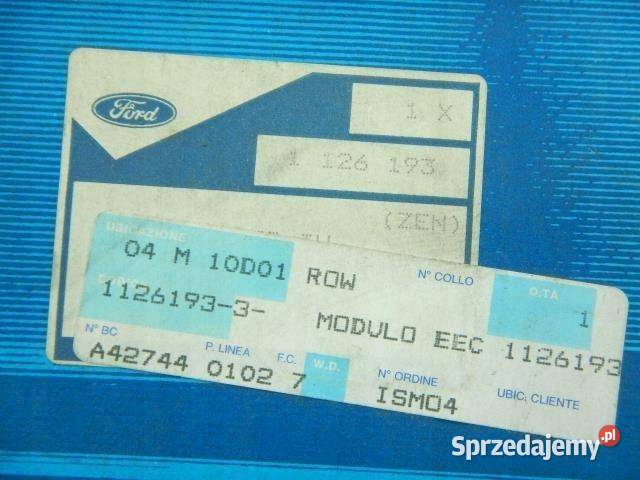 Ford
1 X
1 126 193
(ZEN)
UBICAZIONE
04 M 10D01 ROW
N° COLLO
Q.TÀ
1
1126193-3-
MODULO EEC 1126193
N° BC
P. LINEA
F.C.
W.D.
N° ORDINE
UBIC. CLIENTE
A42744 0102 7
ISM04
Sprzedajemy.pl